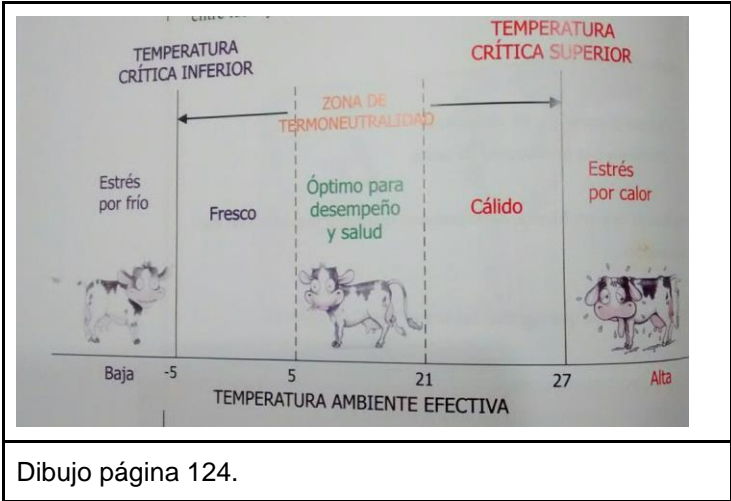 TEMPERATURA
CRÍTICA INFERIOR
TEMPERATURA
CRÍTICA SUPERIOR
ZONA DE
TERMONEUTRALIDAD
Estrés
por frío
Fresco
Óptimo para
desempeño
y salud
Cálido
Estrés
por calor
Baja -5 5 21 27 Alta
TEMPERATURA AMBIENTE EFECTIVA
Dibujo página 124.